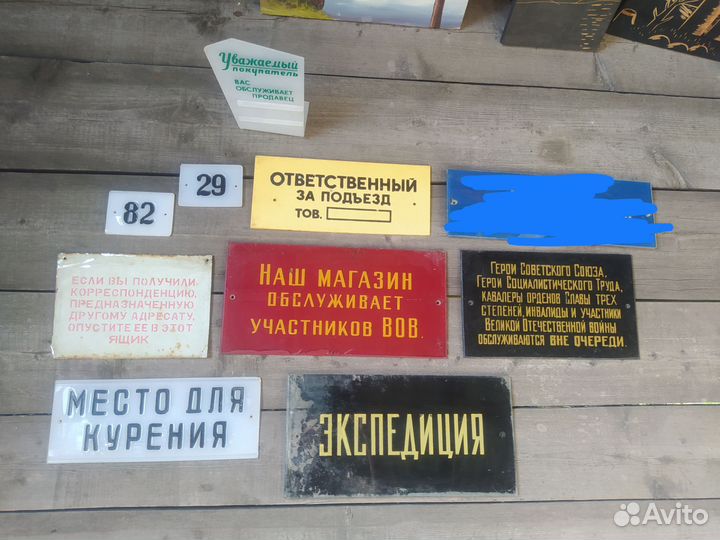 Уважаемый
покупатель
ВАС
ОБСЛУЖИВАЕТ
ПРОДАВЕЦ
82
29
ОТВЕТСТВЕННЫЙ
ЗА ПОДЪЕЗД
ТОВ.
ЕСЛИ ВЫ ПОЛУЧИЛИ
КОРРЕСПОНДЕНЦИЮ,
ПРЕДНАЗНАЧЕННУЮ
ДРУГОМУ АДРЕСАТУ,
ОПУСТИТЕ ЕЕ В ЭТОТ
ЯЩИК
НАШ МАГАЗИН
ОБСЛУЖИВАЕТ
УЧАСТНИКОВ ВОВ.
ГЕРОИ СОВЕТСКОГО СОЮЗА,
ГЕРОИ СОЦИАЛИСТИЧЕСКОГО ТРУДА,
КАВАЛЕРЫ ОРДЕНОВ СЛАВЫ ТРЕХ
СТЕПЕНЕЙ, ИНВАЛИДЫ И УЧАСТНИКИ
ВЕЛИКОЙ ОТЕЧЕСТВЕННОЙ ВОЙНЫ
ОБСЛУЖИВАЮТСЯ ВНЕ ОЧЕРЕДИ.
МЕСТО ДЛЯ
КУРЕНИЯ
ЭКСПЕДИЦИЯ
Avito